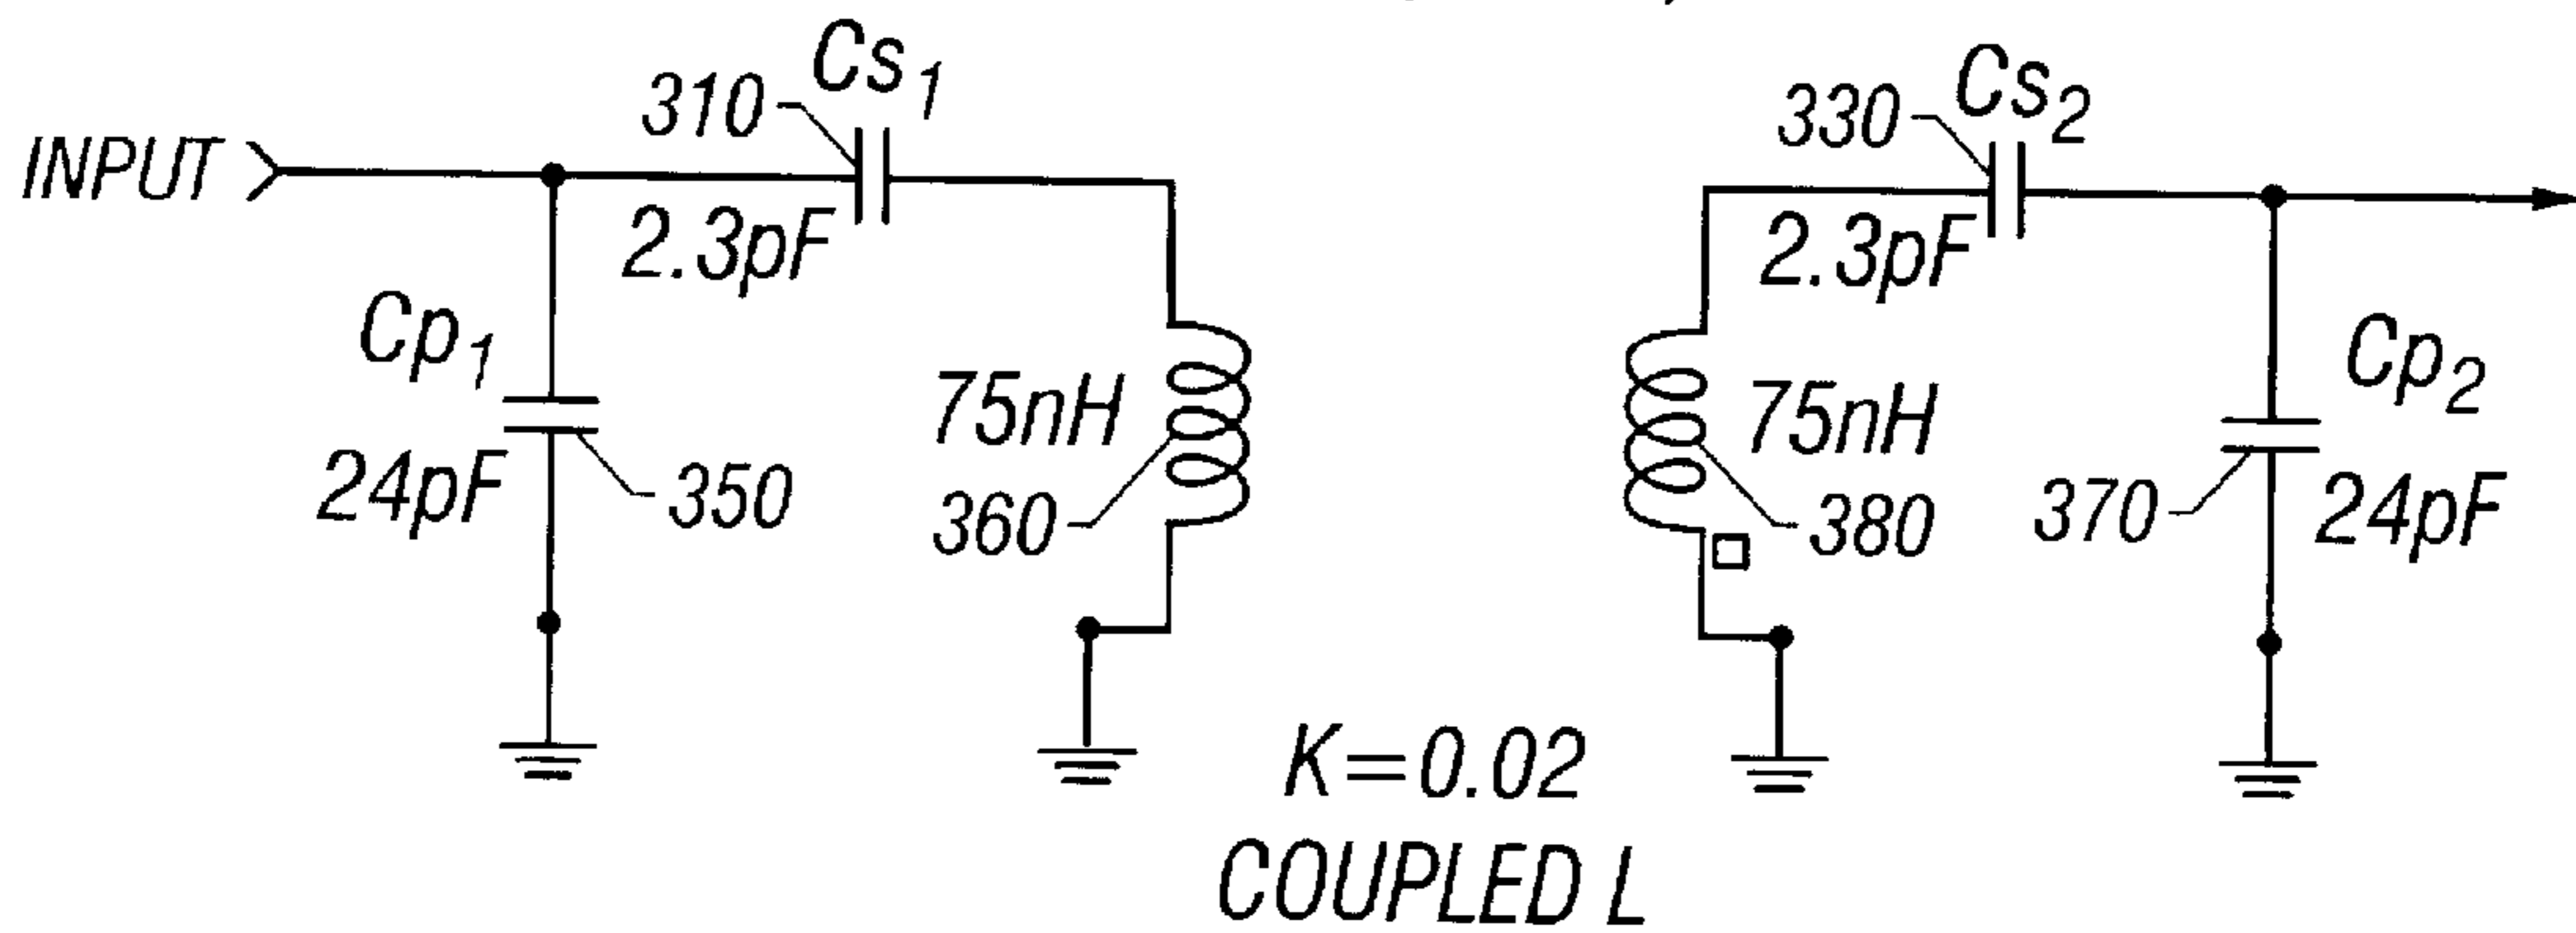 INPUT
310
Cs1
2.3pF
Cp1
24pF
350
75nH
360
330
Cs2
2.3pF
75nH
380
Cp2
370
24pF
K=0.02
COUPLED L